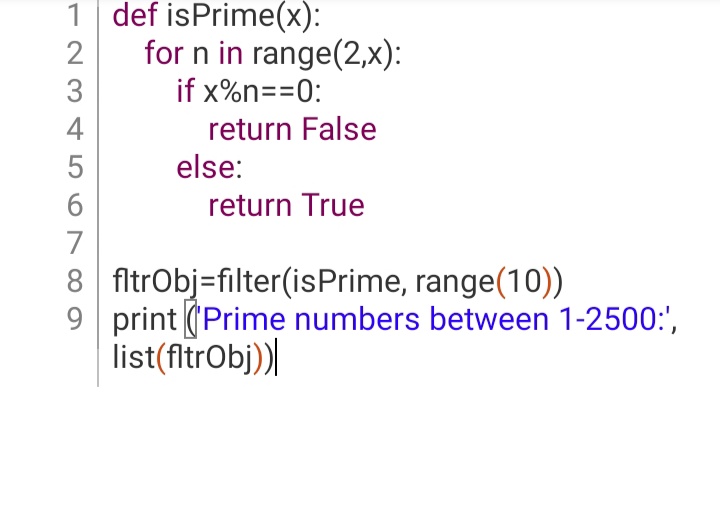 1 def isPrime(x):
2 for n in range(2,x):
3 if x%n==0:
4 return False
5 else:
6 return True
7
8 fltrObj=filter(isPrime, range(10))
9 print ('Prime numbers between 1-2500:',
list(fltrObj))